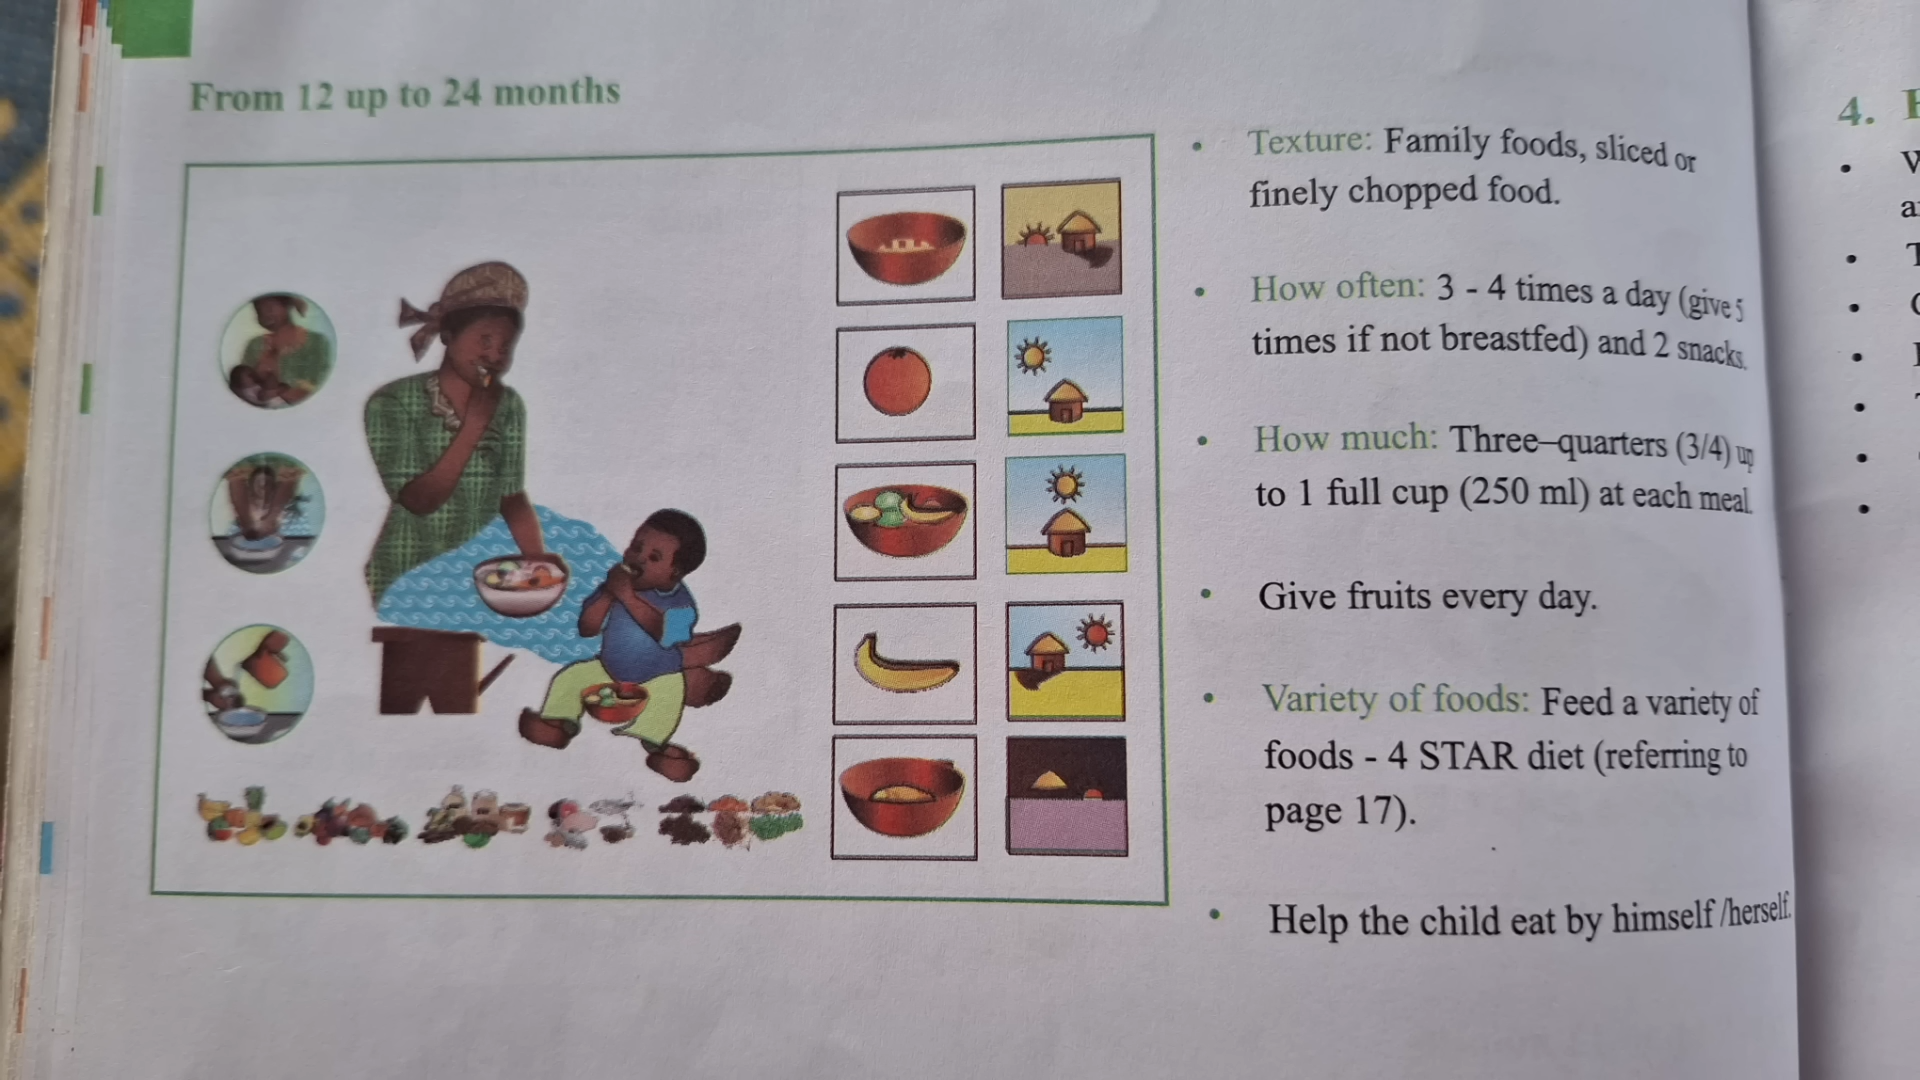 From 12 up to 24 months
• Texture: Family foods, sliced or
finely chopped food.
• How often: 3 - 4 times a day (give 5
times if not breastfed) and 2 snacks.
• How much: Three–quarters (3/4) up
to 1 full cup (250 ml) at each meal.
• Give fruits every day.
• Variety of foods: Feed a variety of
foods - 4 STAR diet (referring to
page 17).
• Help the child eat by himself /herself.
4.